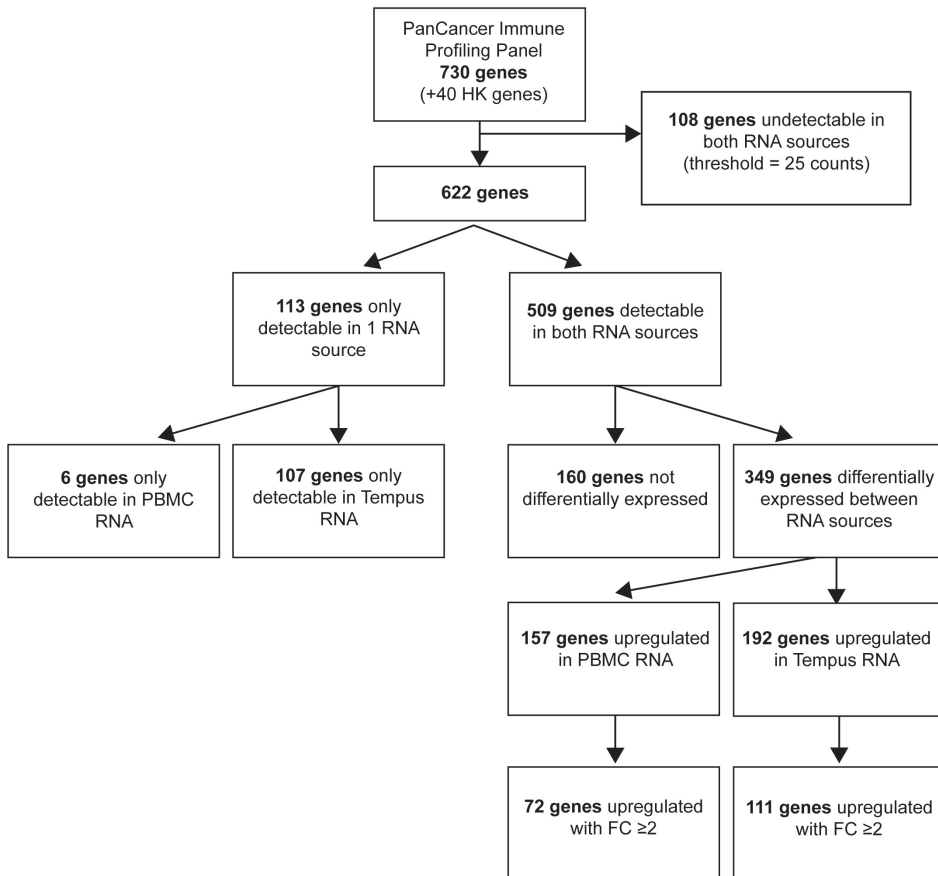 PanCancer Immune
Profiling Panel
730 genes
(+40 HK genes)
108 genes undetectable in
both RNA sources
(threshold = 25 counts)
622 genes
113 genes only
detectable in 1 RNA
source
509 genes detectable
in both RNA sources
6 genes only
detectable in PBMC
RNA
107 genes only
detectable in Tempus
RNA
160 genes not
differentially expressed
349 genes differentially
expressed between
RNA sources
157 genes upregulated
in PBMC RNA
192 genes upregulated
in Tempus RNA
72 genes upregulated
with FC ≥2
111 genes upregulated
with FC ≥2